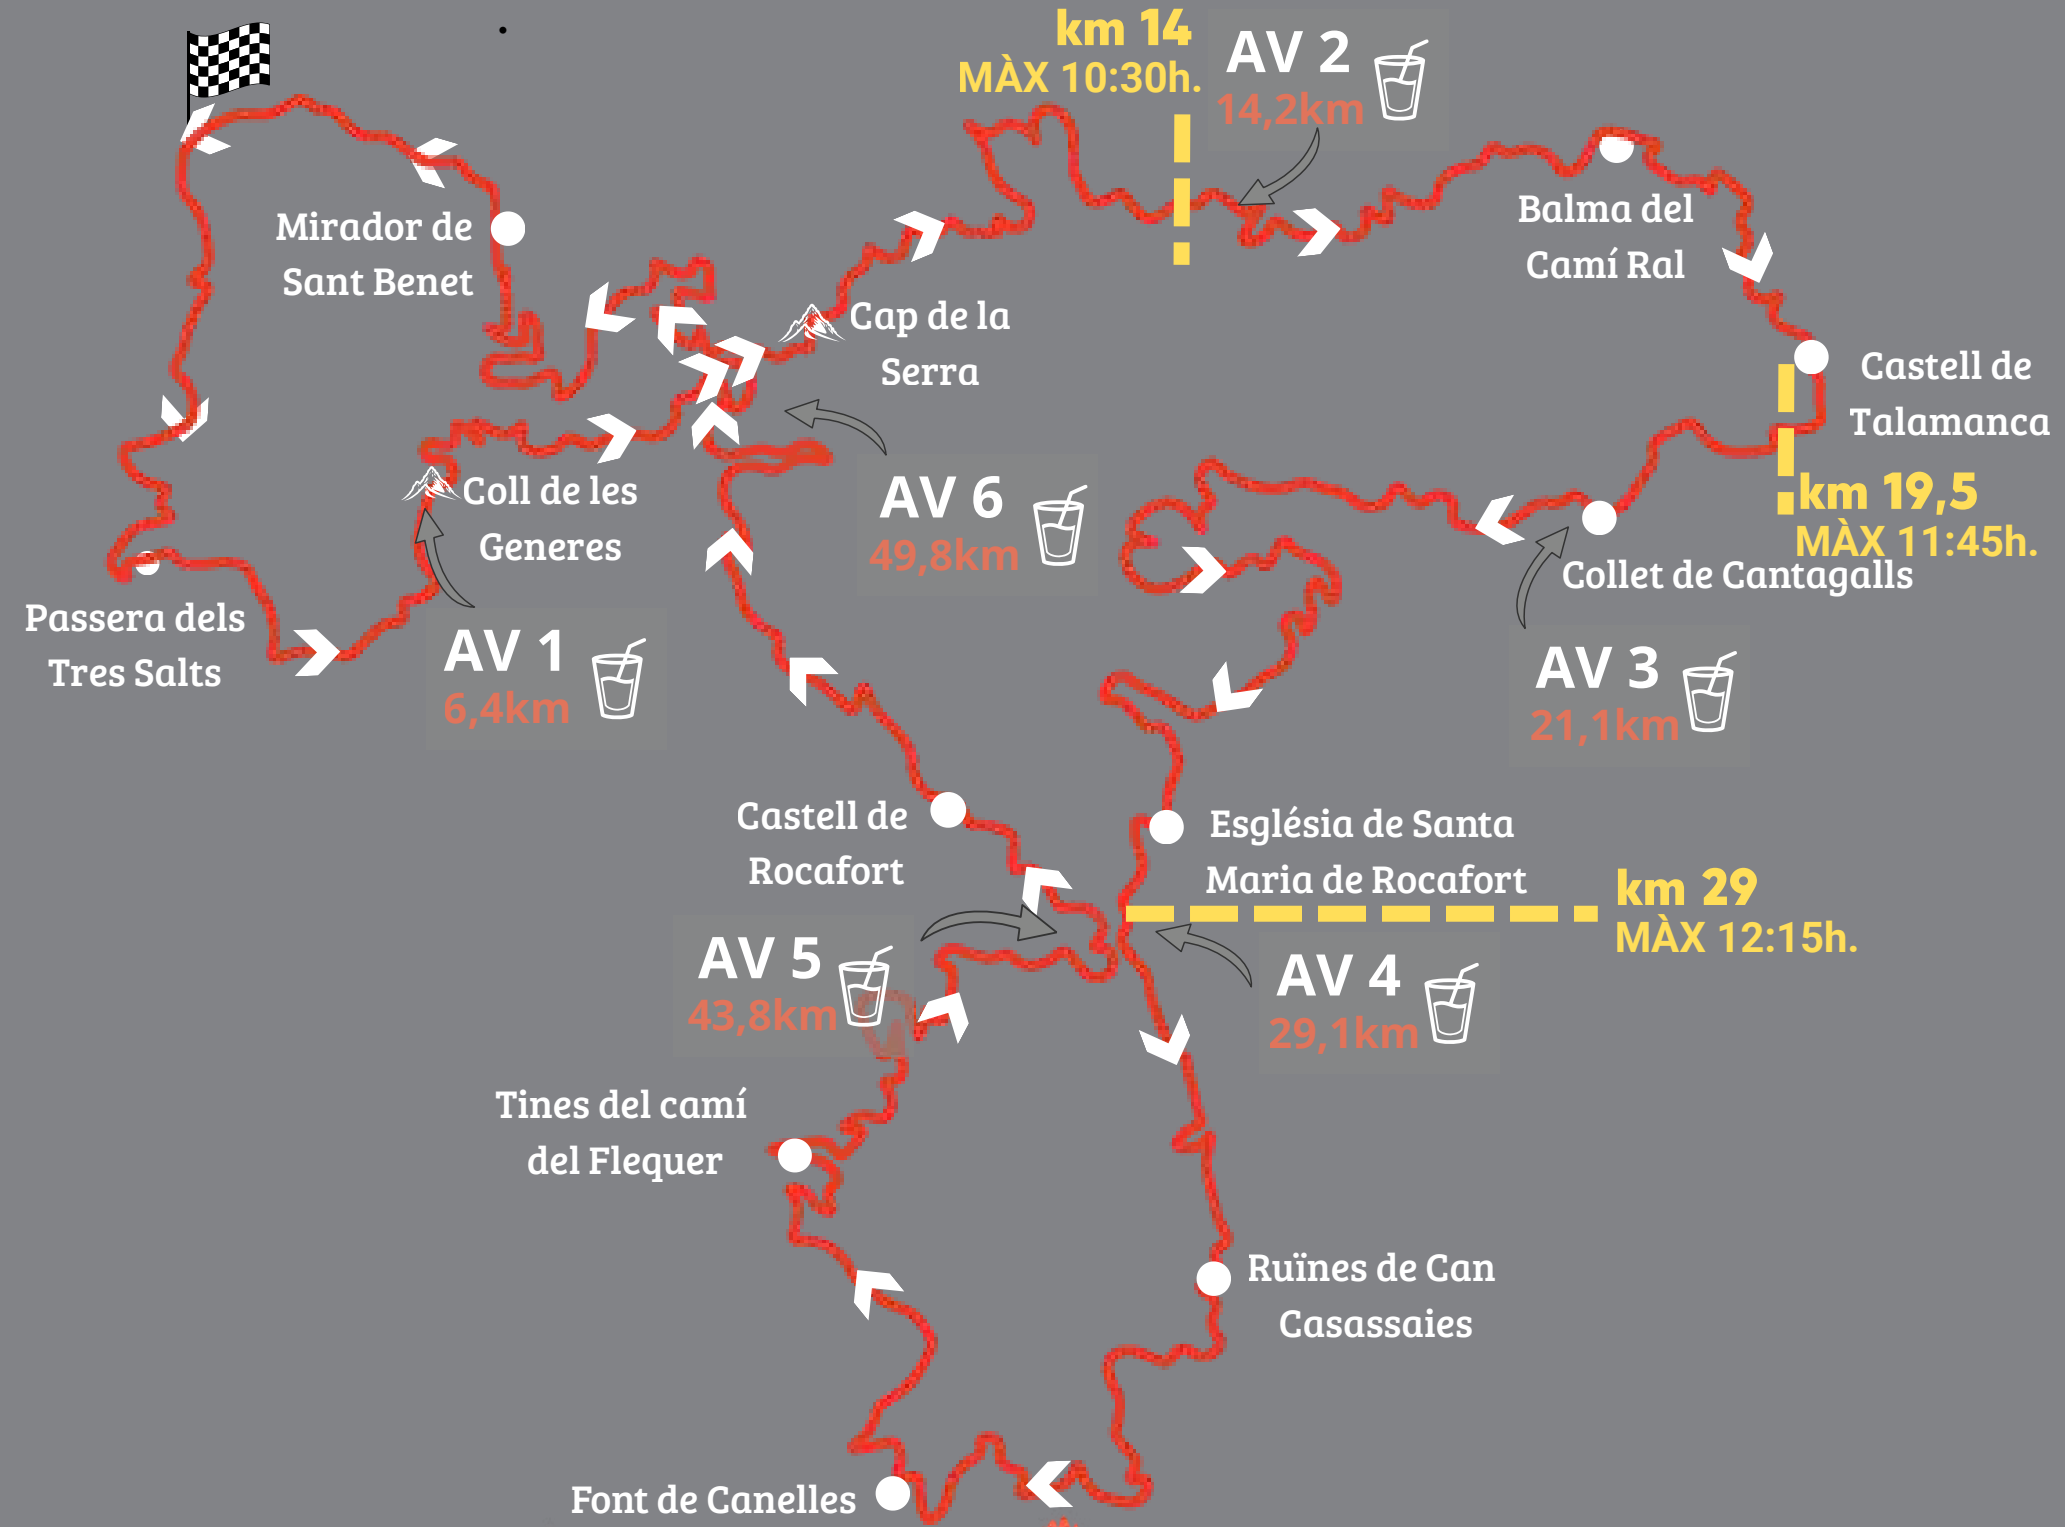 km 14
MÀX 10:30h.
AV 2
14,2km
Mirador de
Sant Benet
Balma del
Camí Ral
Cap de la
Serra
Castell de
Talamanca
km 19,5
MÀX 11:45h.
Coll de les
Generes
AV 6
49,8km
Collet de Cantagalls
Passera dels
Tres Salts
AV 1
6,4km
AV 3
21,1km
Castell de
Rocafort
Església de Santa
Maria de Rocafort
km 29
MÀX 12:15h.
AV 5
43,8km
AV 4
29,1km
Tines del camí
del Flequer
Ruïnes de Can
Casassaies
Font de Canelles